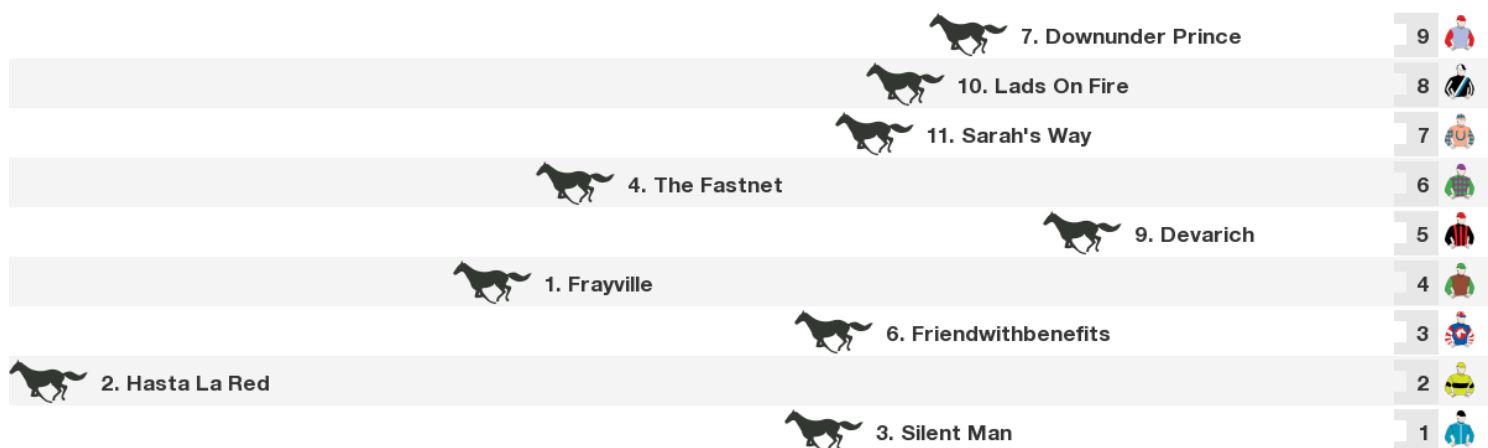 7. Downunder Prince 9
10. Lads On Fire 8
11. Sarah's Way 7
4. The Fastnet 6
9. Devarich 5
1. Frayville 4
6. Friendwithbenefits 3
2. Hasta La Red 2
3. Silent Man 1